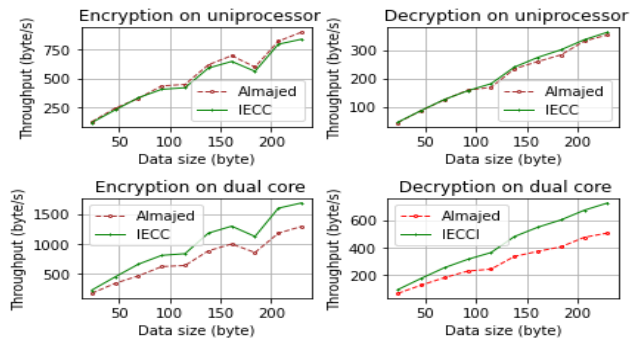 Encryption on uniprocessor
Throughput (byte/s)
750
500
250
Almajed
IECC
50
100
150
200
Data size (byte)
Decryption on uniprocessor
Throughput (byte/s)
300
200
100
Almajed
IECC
50
100
150
200
Data size (byte)
Encryption on dual core
Throughput (byte/s)
1500
1000
500
Almajed
IECC
50
100
150
200
Data size (byte)
Decryption on dual core
Throughput (byte/s)
600
400
200
Almajed
IECCI
50
100
150
200
Data size (byte)